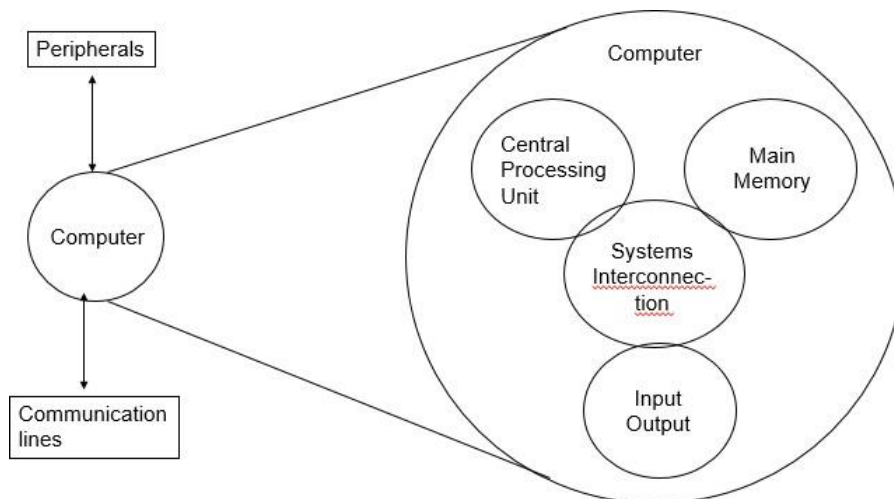 Peripherals
Computer
Communication
lines
Computer
Central
Processing
Unit
Main
Memory
Systems
Interconnec-
tion
Input
Output